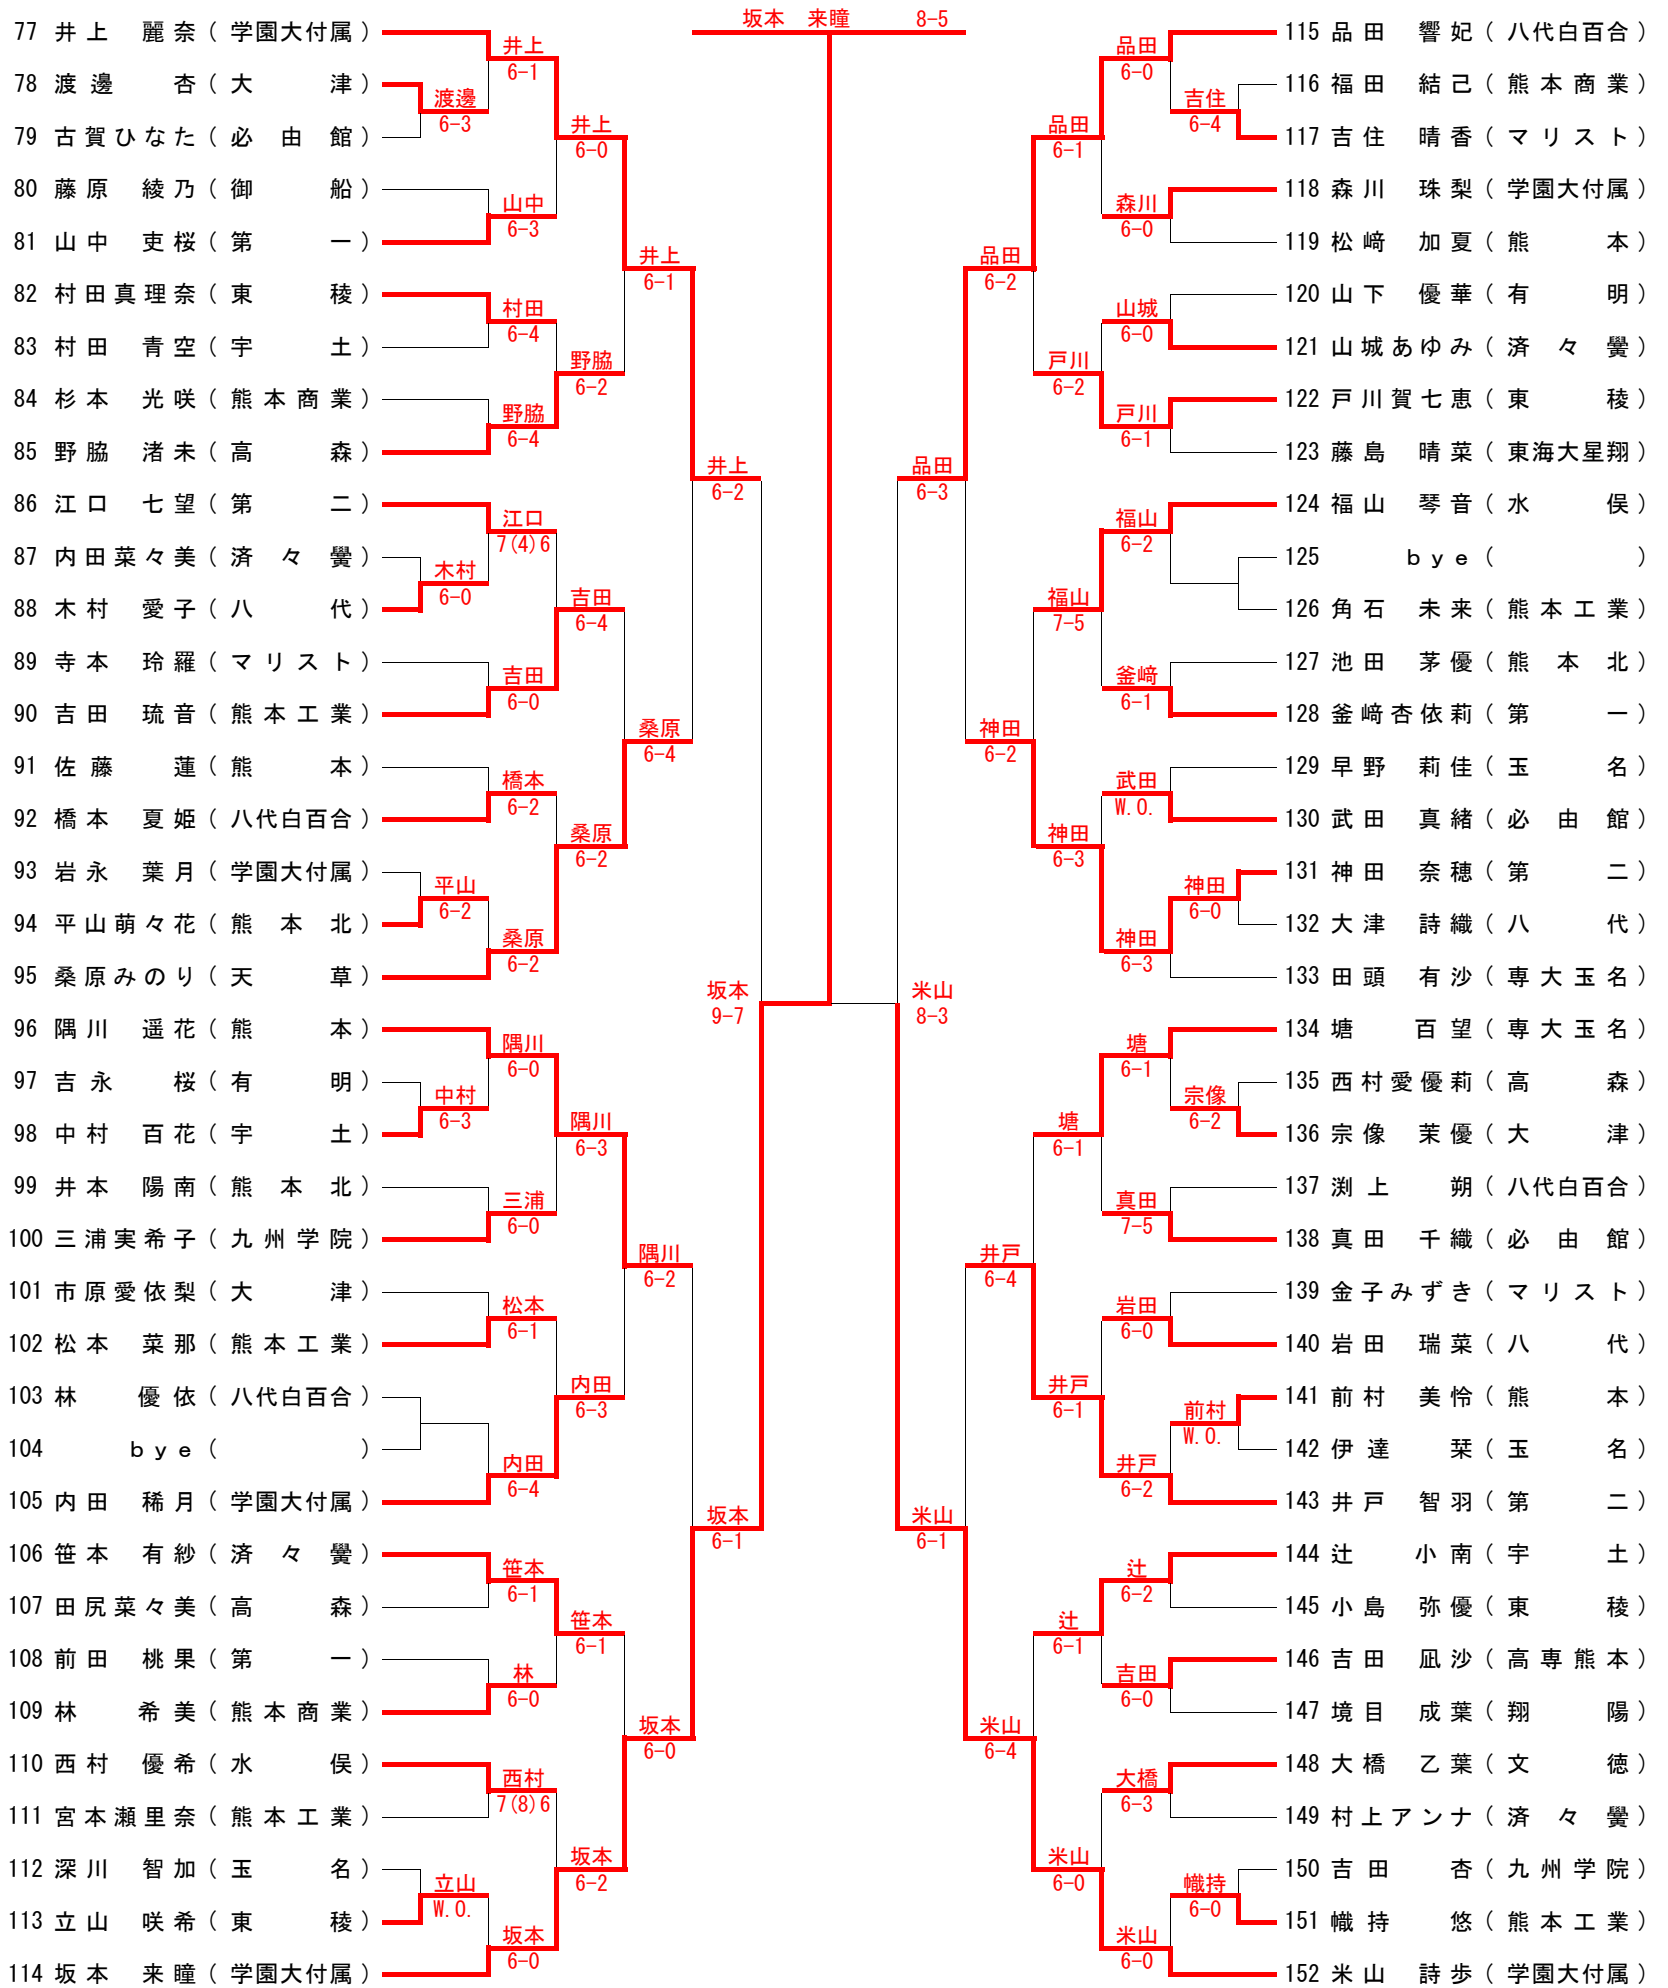 坂本　来瞳　8-5
77 井上　麗奈（学園大付属）
井上
6-1
78 渡邊　杏（大津）
渡邊
6-3
79 古賀ひなた（必由館）
井上
6-0
80 藤原　綾乃（御船）
山中
6-3
81 山中　吏桜（第一）
井上
6-1
82 村田真理奈（東稜）
村田
6-4
83 村田　青空（宇土）
野脇
6-2
84 杉本　光咲（熊本商業）
野脇
6-4
85 野脇　渚未（高森）
井上
6-2
86 江口　七望（第二）
江口
7(4)6
87 内田菜々美（済々黌）
木村
6-0
88 木村　愛子（八代）
吉田
6-4
89 寺本　玲羅（マリスト）
吉田
6-0
90 吉田　琉音（熊本工業）
桑原
6-4
91 佐藤　蓮（熊本）
橋本
6-2
92 橋本　夏姫（八代白百合）
桑原
6-2
93 岩永　葉月（学園大付属）
平山
6-2
94 平山萌々花（熊本北）
桑原
6-2
95 桑原みのり（天草）
坂本
9-7
96 隅川　遥花（熊本）
隅川
6-0
97 吉永　桜（有明）
中村
6-3
98 中村　百花（宇土）
隅川
6-3
99 井本　陽南（熊本北）
三浦
6-0
100 三浦実希子（九州学院）
隅川
6-2
101 市原愛依梨（大津）
松本
6-1
102 松本　菜那（熊本工業）
内田
6-3
103 林　優依（八代白百合）
104 ｂｙｅ（　）
内田
6-4
105 内田　稀月（学園大付属）
坂本
6-1
106 笹本　有紗（済々黌）
笹本
6-1
107 田尻菜々美（高森）
笹本
6-1
108 前田　桃果（第一）
林
6-0
109 林　希美（熊本商業）
坂本
6-0
110 西村　優希（水俣）
西村
7(8)6
111 宮本瀬里奈（熊本工業）
坂本
6-2
112 深川　智加（玉名）
立山
W.O.
113 立山　咲希（東稜）
坂本
6-0
114 坂本　来瞳（学園大付属）
115 品田　響妃（八代白百合）
品田
6-0
116 福田　結己（熊本商業）
吉住
6-4
117 吉住　晴香（マリスト）
品田
6-1
118 森川　珠梨（学園大付属）
森川
6-0
119 松﨑　加夏（熊本）
品田
6-2
120 山下　優華（有明）
山城
6-0
121 山城あゆみ（済々黌）
戸川
6-2
122 戸川賀七恵（東稜）
戸川
6-1
123 藤島　晴菜（東海大星翔）
品田
6-3
124 福山　琴音（水俣）
福山
6-2
125 ｂｙｅ（　）
126 角石　未来（熊本工業）
福山
7-5
127 池田　茅優（熊本北）
釜﨑
6-1
128 釜﨑杏依莉（第一）
神田
6-2
129 早野　莉佳（玉名）
武田
W.O.
130 武田　真緒（必由館）
神田
6-3
131 神田　奈穂（第二）
神田
6-0
132 大津　詩織（八代）
神田
6-3
133 田頭　有沙（専大玉名）
米山
8-3
134 塘　百望（専大玉名）
塘
6-1
135 西村愛優莉（高森）
宗像
6-2
136 宗像　茉優（大津）
塘
6-1
137 渕上　朔（八代白百合）
真田
7-5
138 真田　千織（必由館）
井戸
6-4
139 金子みずき（マリスト）
岩田
6-0
140 岩田　瑞菜（八代）
井戸
6-1
141 前村　美怜（熊本）
前村
W.O.
142 伊達　栞（玉名）
井戸
6-2
143 井戸　智羽（第二）
米山
6-1
144 辻　小南（宇土）
辻
6-2
145 小島　弥優（東稜）
辻
6-1
146 吉田　凪沙（高専熊本）
吉田
6-0
147 境目　成葉（翔陽）
米山
6-4
148 大橋　乙葉（文徳）
大橋
6-3
149 村上アンナ（済々黌）
米山
6-0
150 吉田　杏（九州学院）
幟持
6-0
151 幟持　悠（熊本工業）
米山
6-0
152 米山　詩歩（学園大付属）